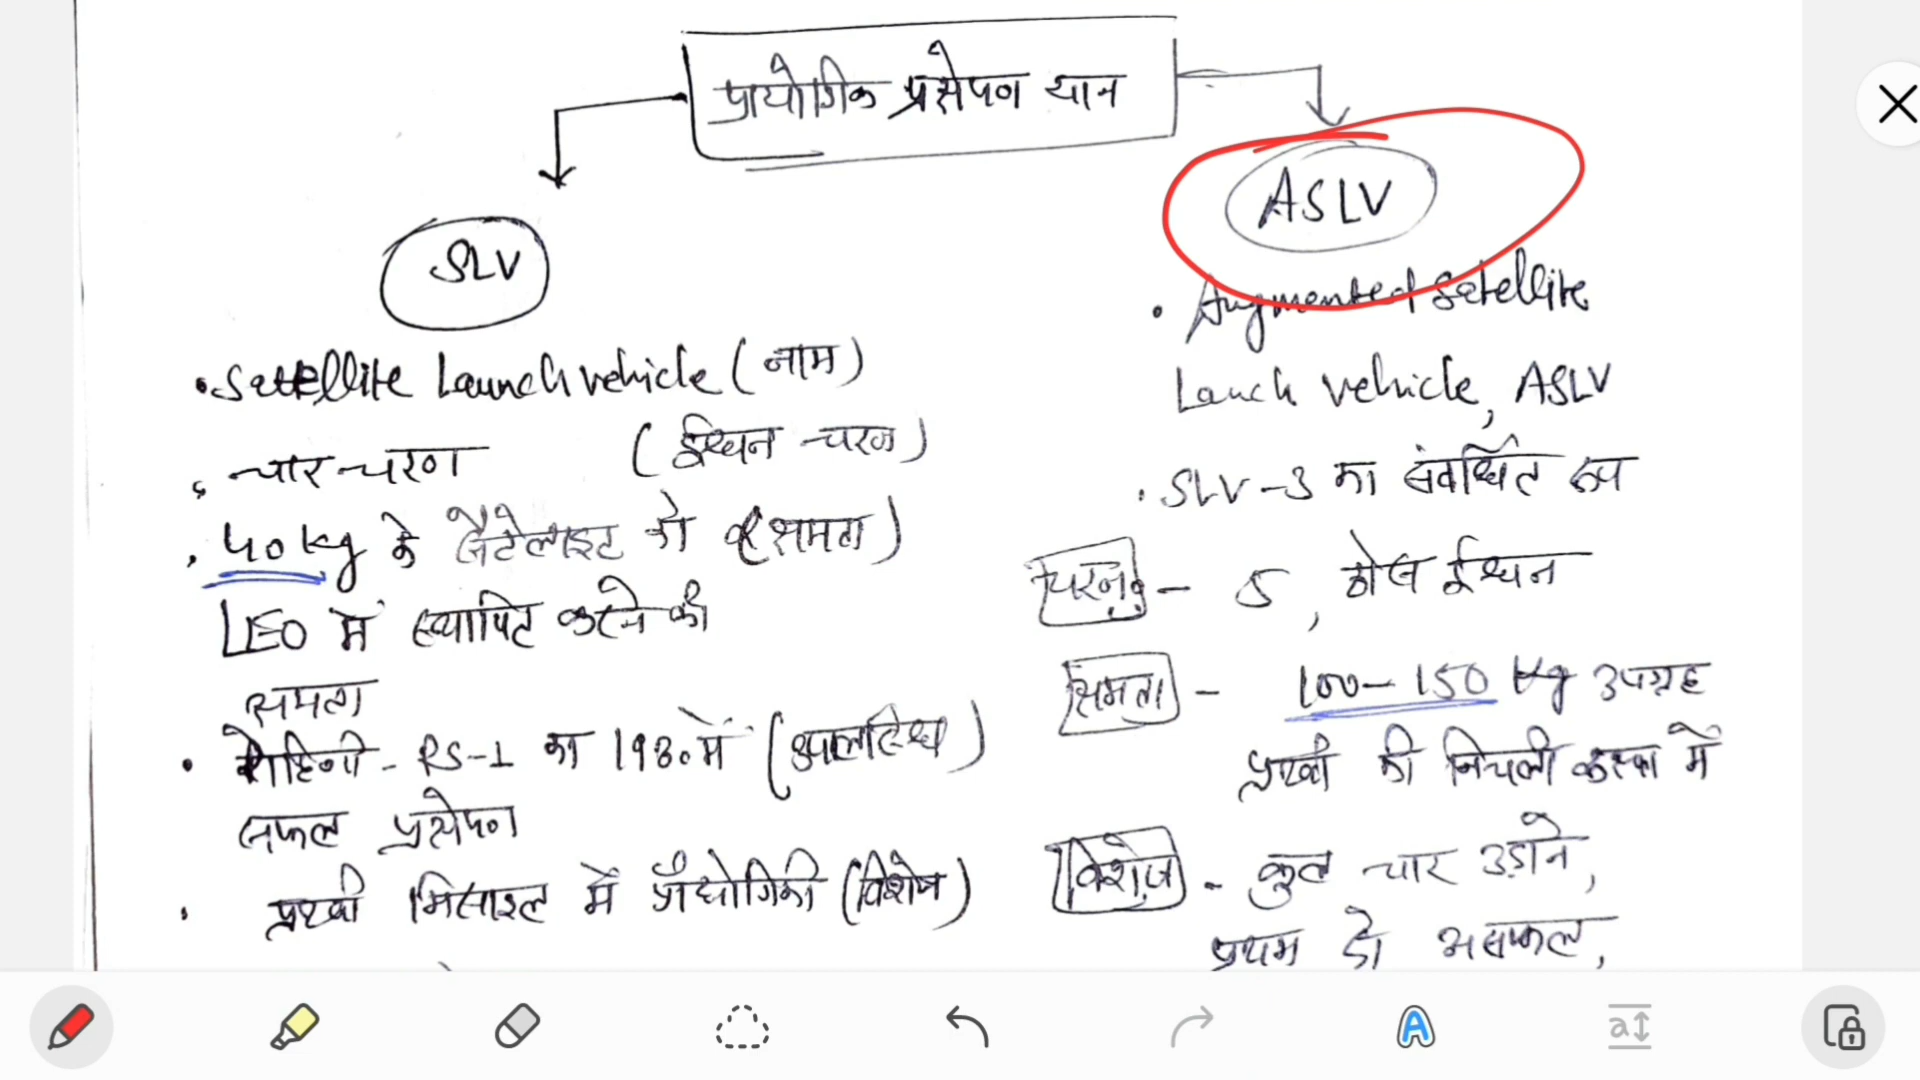 प्रायोगिक प्रक्षेपण यान
SLV
• Satellite Launch vehicle (नाम)
• चार चरण (ईंधन चरण)
• 40 kg के सैटेलाइट को (क्षमता)
LEO में स्थापित करने की
क्षमता
• रोहिणी - RS-1 का 1980 में (उपलब्धि)
सफल प्रक्षेपण
• पृथ्वी मिसाइल में प्रौद्योगिकी (विशेष)
ASLV
• Augmented Satellite
Lauch vehicle, ASLV
• SLV-3 का संवर्धित रूप
चरण - 5, ठोस ईंधन
क्षमता - 100-150 kg उपग्रह
पृथ्वी की निचली कक्षा में
विशेष - कुल चार उड़ाने,
प्रथम दो असफल,
A
a